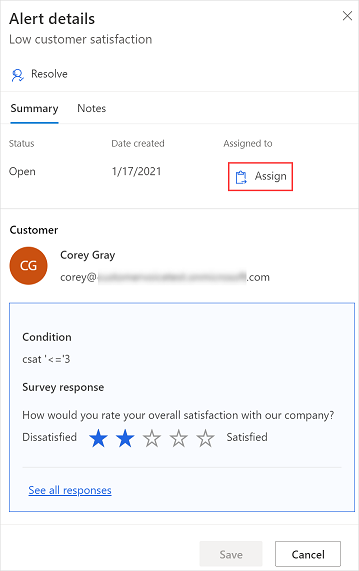 Alert details
Low customer satisfaction
Resolve
Summary Notes
Status Date created Assigned to
Open 1/17/2021 Assign
Customer
CG Corey Gray
corey@ .com
Condition
csat '<='3
Survey response
How would you rate your overall satisfaction with our company?
Dissatisfied Satisfied
See all responses
Save Cancel